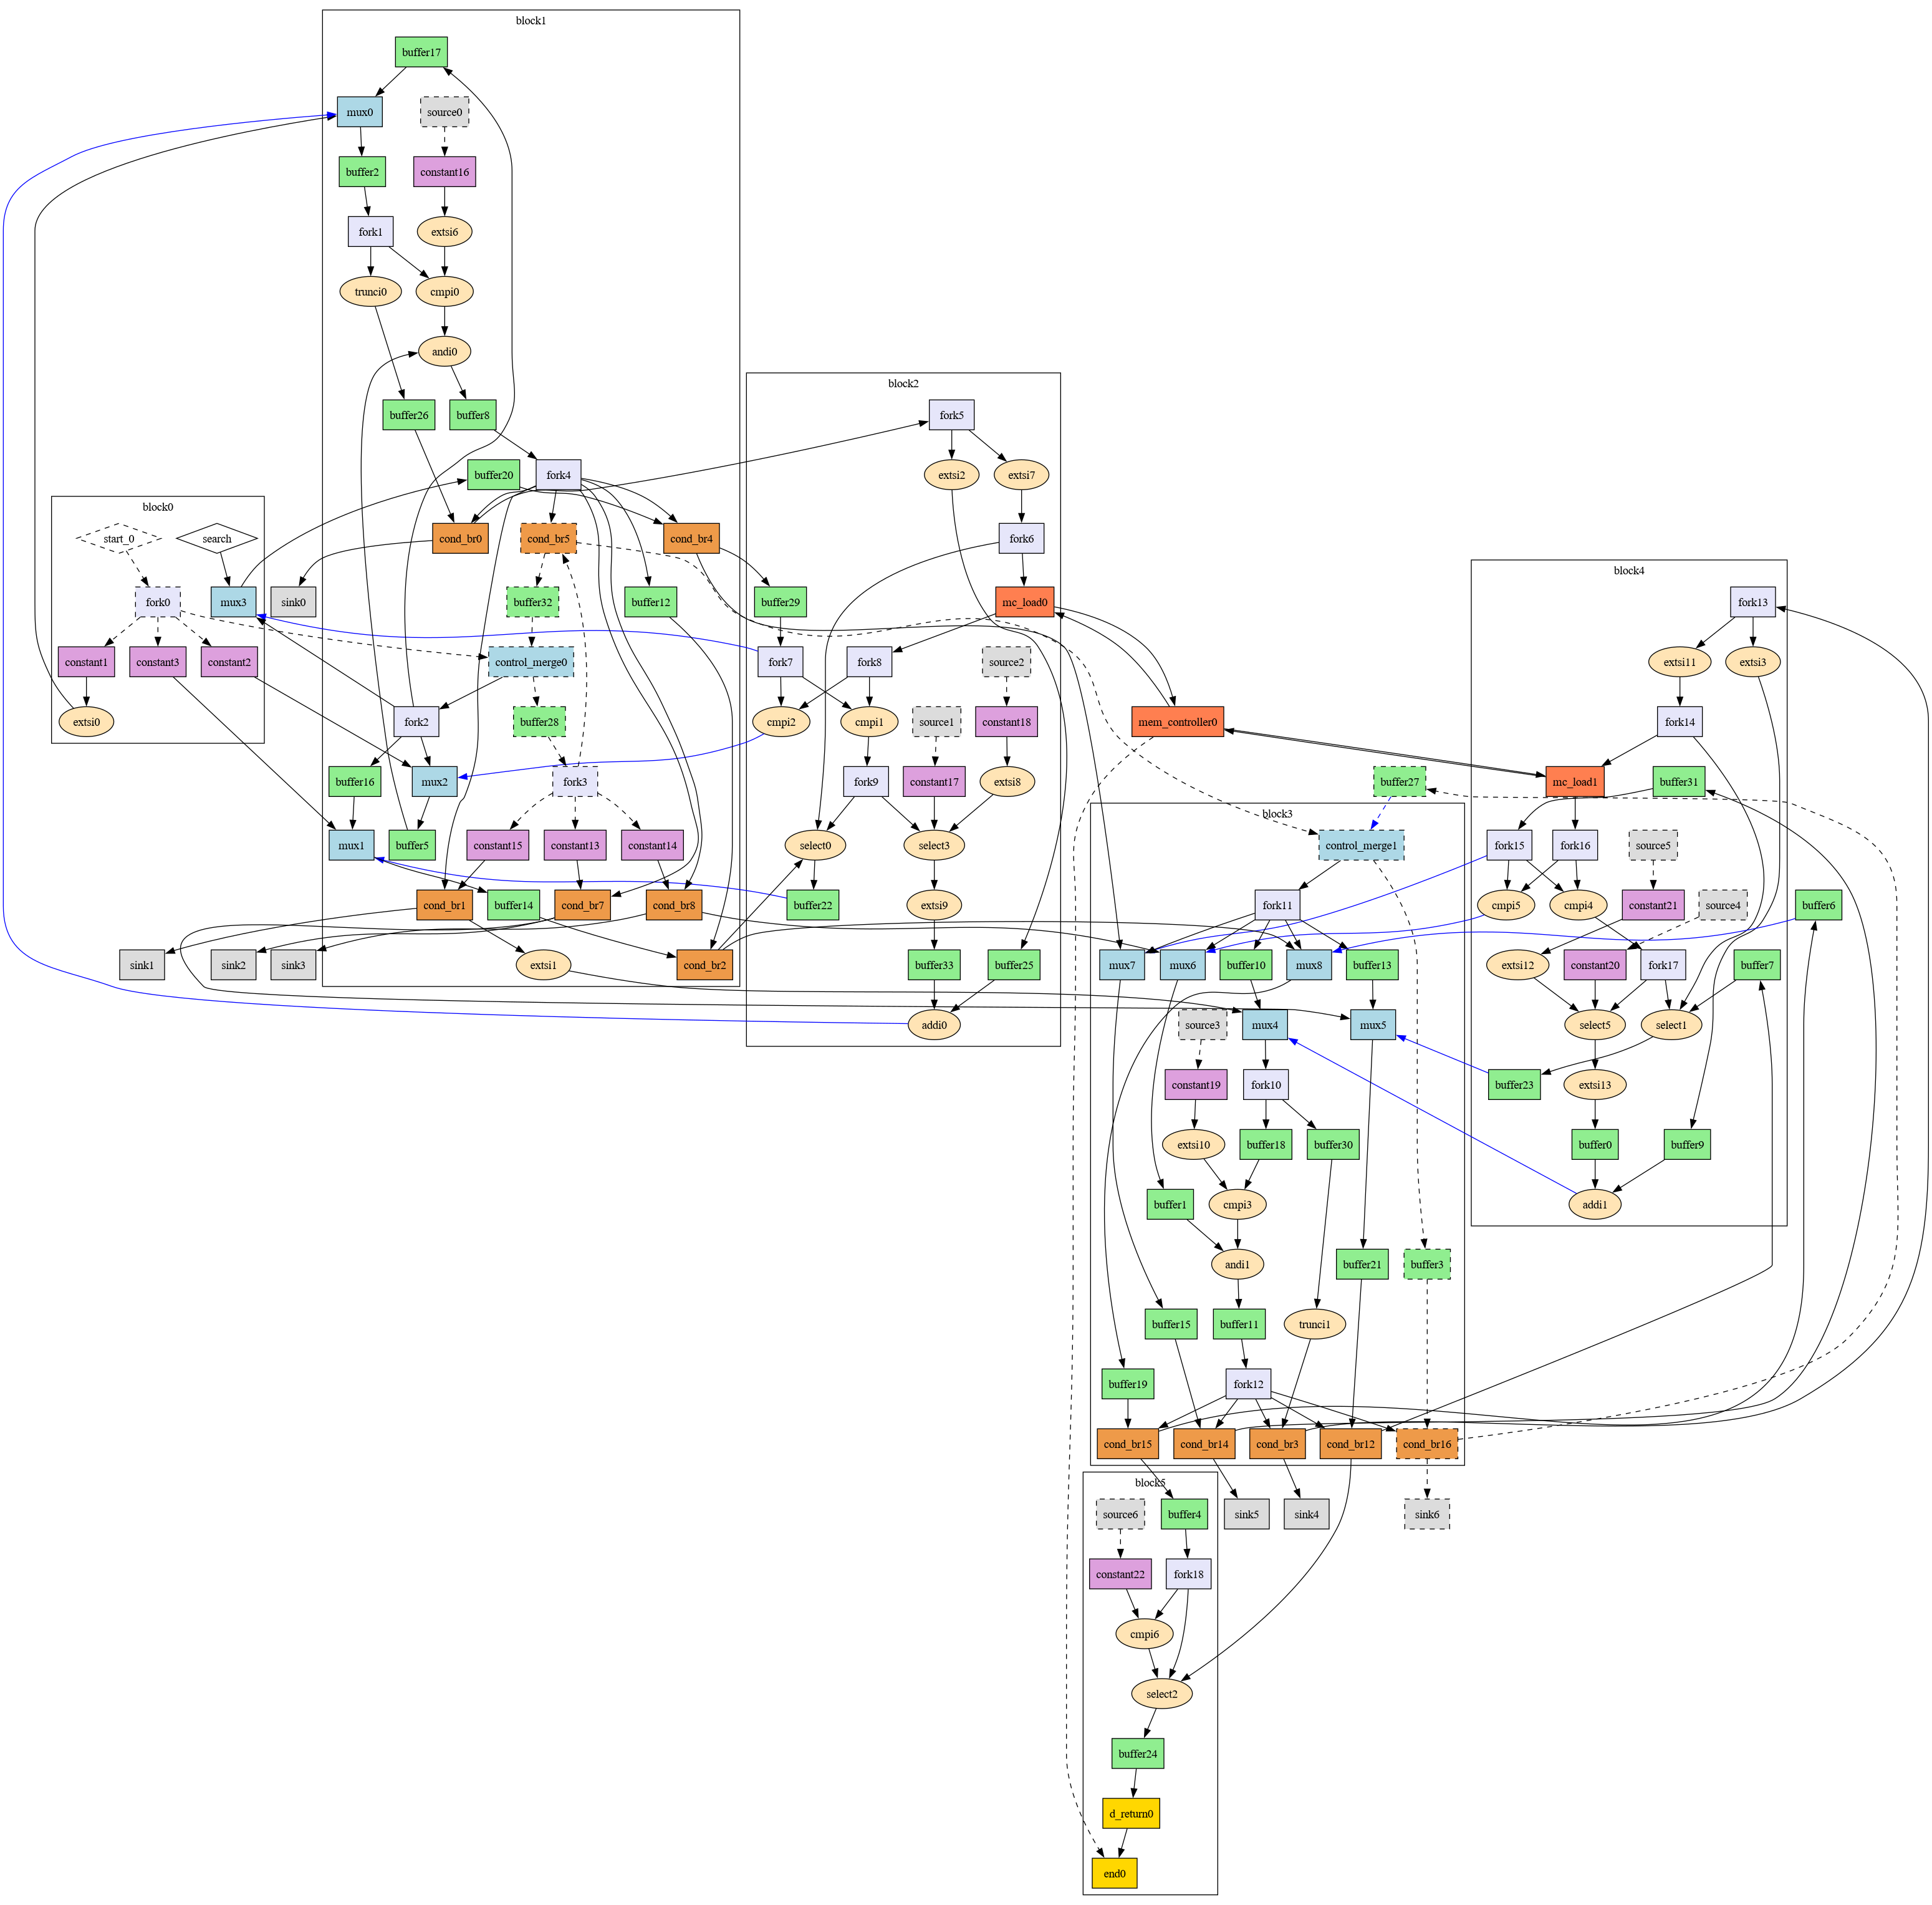 block1
buffer17
mux0
source0
buffer2
constant16
fork1
extsi6
trunci0
cmpi0
andi0
block2
buffer26
buffer8
fork5
buffer20
fork4
extsi2
extsi7
block0
start_0
search
cond_br0
cond_br5
cond_br4
fork6
block4
fork0
mux3
sink0
buffer32
buffer12
buffer29
mc_load0
fork13
constant1
constant3
constant2
control_merge0
fork7
fork8
source2
extsi11
extsi3
extsi0
fork2
buffer28
cmpi2
cmpi1
source1
constant18
mem_controller0
fork14
buffer16
mux2
fork3
fork9
constant17
extsi8
buffer27
mc_load1
buffer31
block3
mux1
buffer5
constant15
constant13
constant14
select0
select3
control_merge1
fork15
fork16
source5
cond_br1
buffer14
cond_br7
cond_br8
buffer22
extsi9
fork11
cmpi5
cmpi4
constant21
source4
buffer6
sink1
sink2
sink3
extsi1
cond_br2
buffer33
buffer25
mux7
mux6
buffer10
mux8
buffer13
extsi12
constant20
fork17
buffer7
addi0
source3
mux4
mux5
select5
select1
constant19
fork10
buffer23
extsi13
extsi10
buffer18
buffer30
buffer0
buffer9
buffer1
cmpi3
addi1
andi1
buffer21
buffer3
buffer15
buffer11
trunci1
buffer19
fork12
cond_br15
cond_br14
cond_br3
cond_br12
cond_br16
block5
source6
buffer4
sink5
sink4
sink6
constant22
fork18
cmpi6
select2
buffer24
d_return0
end0